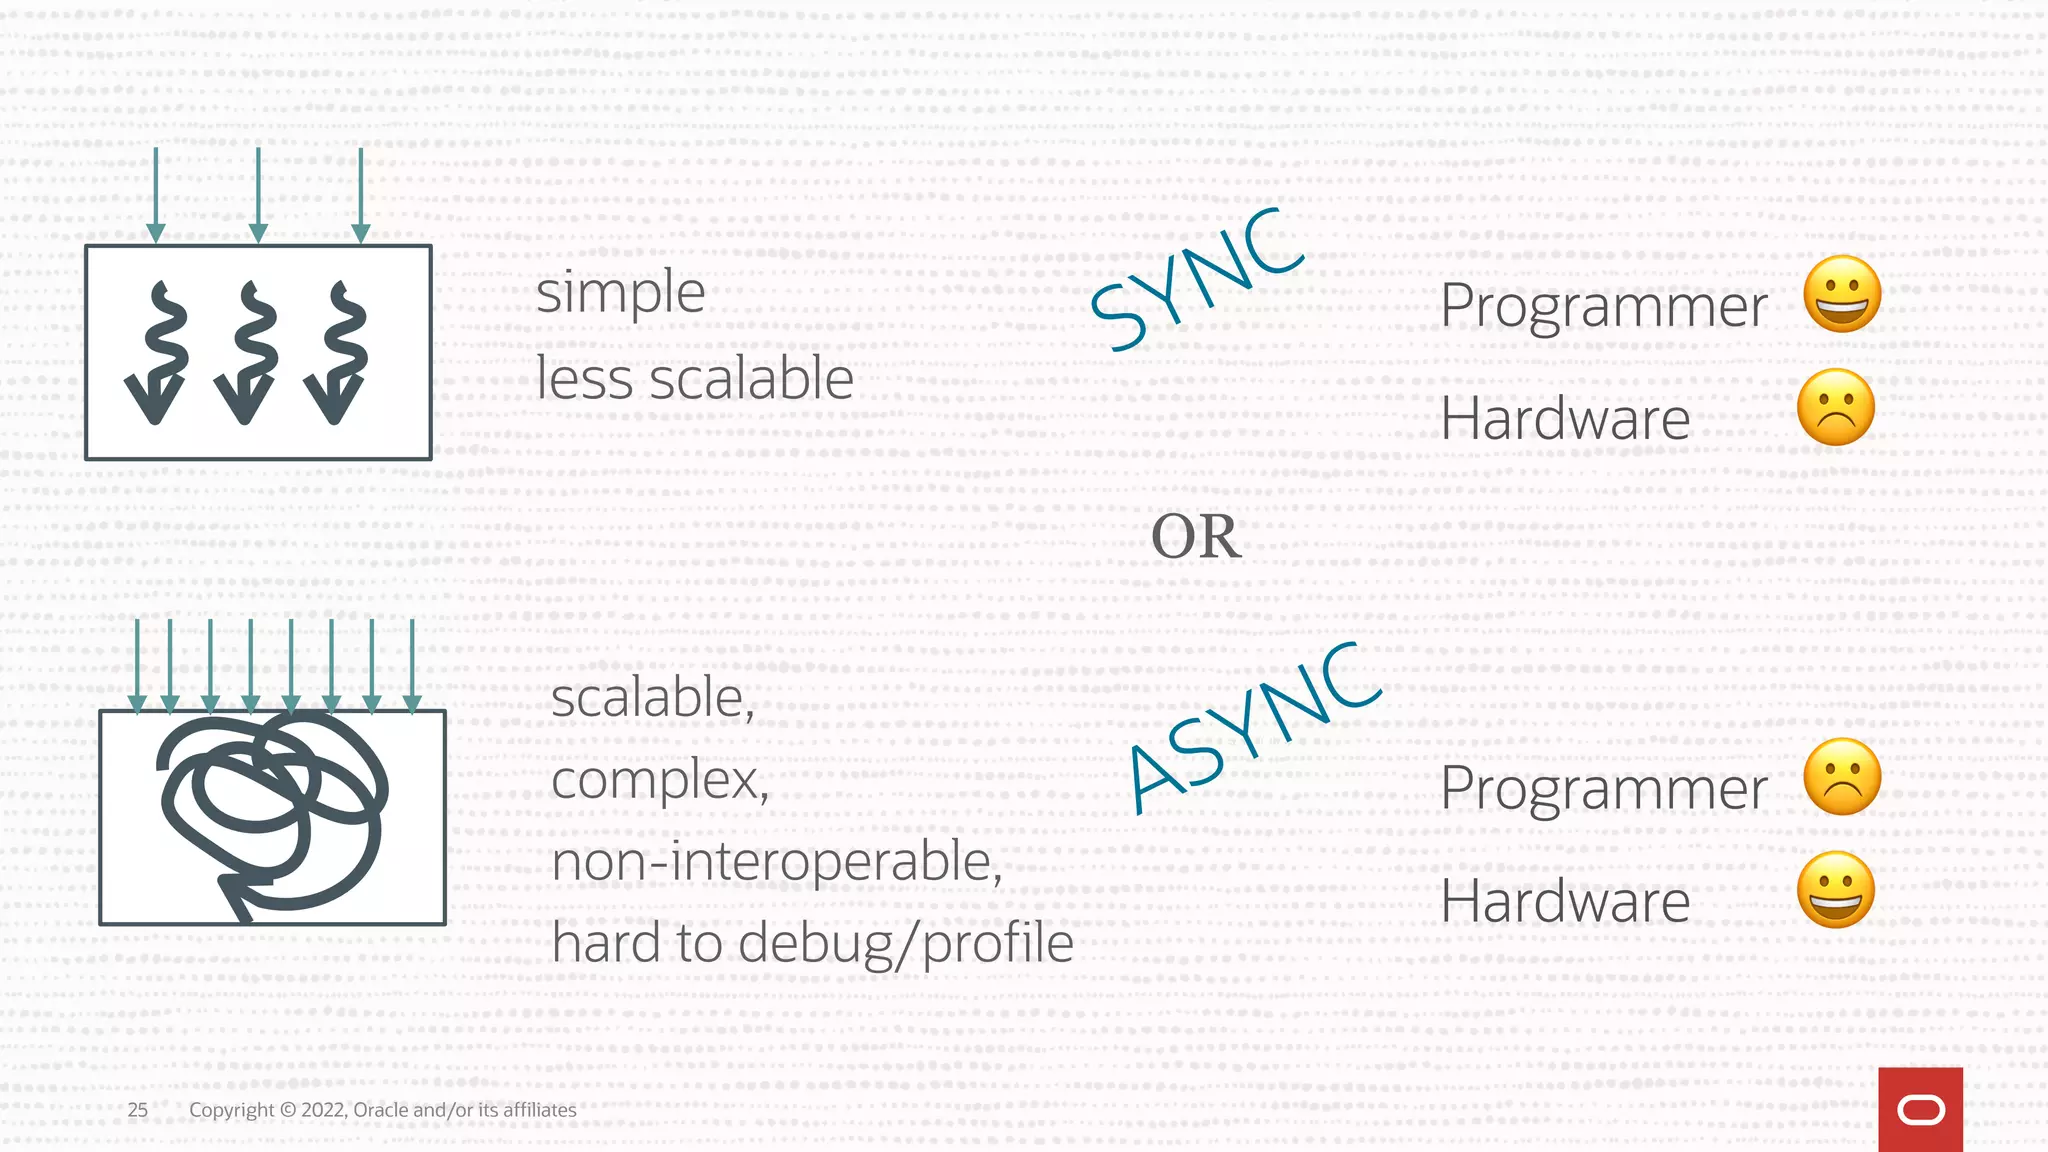 simple
less scalable
SYNC
Programmer
Hardware
OR
scalable,
complex,
non-interoperable,
hard to debug/profile
ASYNC
Programmer
Hardware
25 Copyright © 2022, Oracle and/or its affiliates